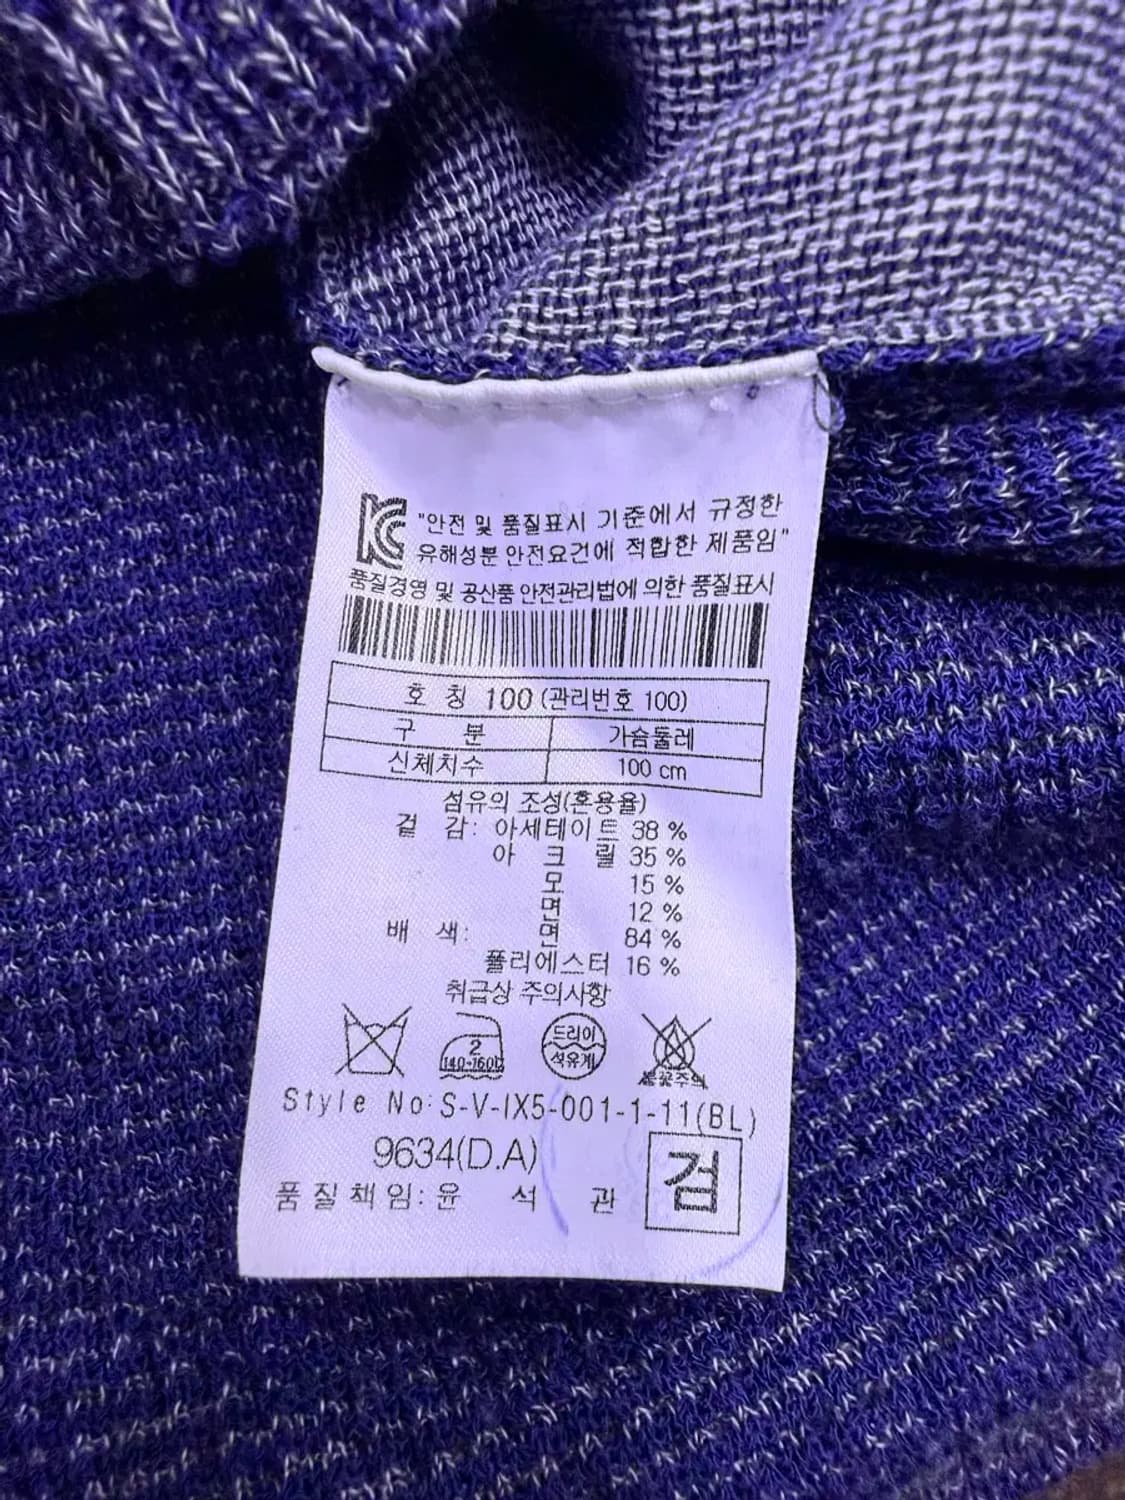 KC "안전 및 품질표시 기준에서 규정한
유해성분 안전요건에 적합한 제품임"
품질경영 및 공산품 안전관리법에 의한 품질표시
호 칭 100 (관리번호 100)
구 분 가슴둘레
신체치수 100 cm
섬유의 조성(혼용율)
겉 감: 아세테이트 38 %
아 크 릴 35 %
모 15 %
면 12 %
배 색: 면 84 %
폴리에스터 16 %
취급상 주의사항
2 드리이
140-160℃ 석유계 불꽃주의
Style No: S-V-IX5-001-1-11(BL)
9634(D.A)
품질책임: 윤 석 관 검